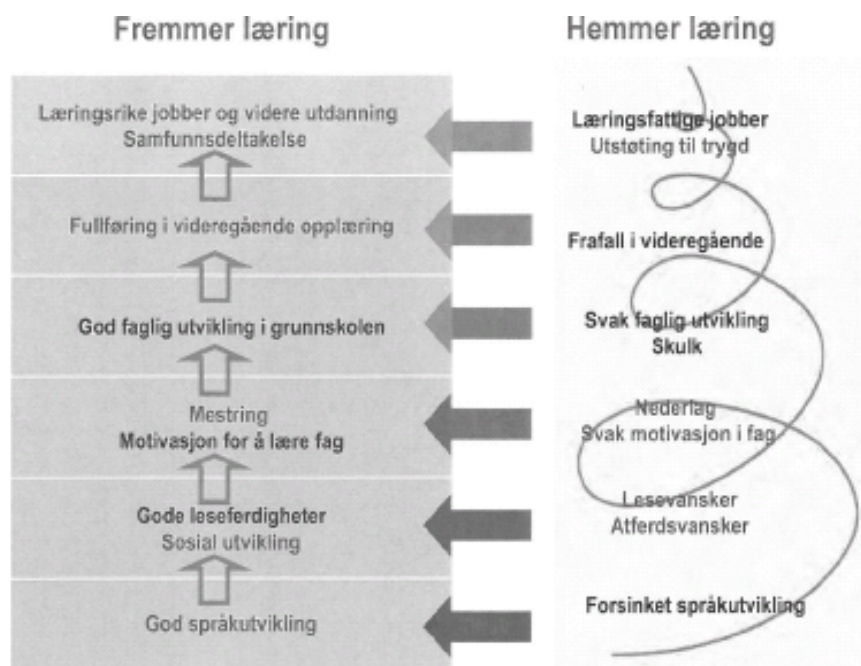 Fremmer læring
Læringsrike jobber og videre utdanning
Samfunnsdeltakelse
Fullføring i videregående opplæring
God faglig utvikling i grunnskolen
Mestring
Motivasjon for å lære fag
Gode leseferdigheter
Sosial utvikling
God språkutvikling
Hemmer læring
Læringsfattige jobber
Utstøting til trygd
Frafall i videregående
Svak faglig utvikling
Skulk
Nederlag
Svak motivasjon i fag
Lesevansker
Atferdsvansker
Forsinket språkutvikling